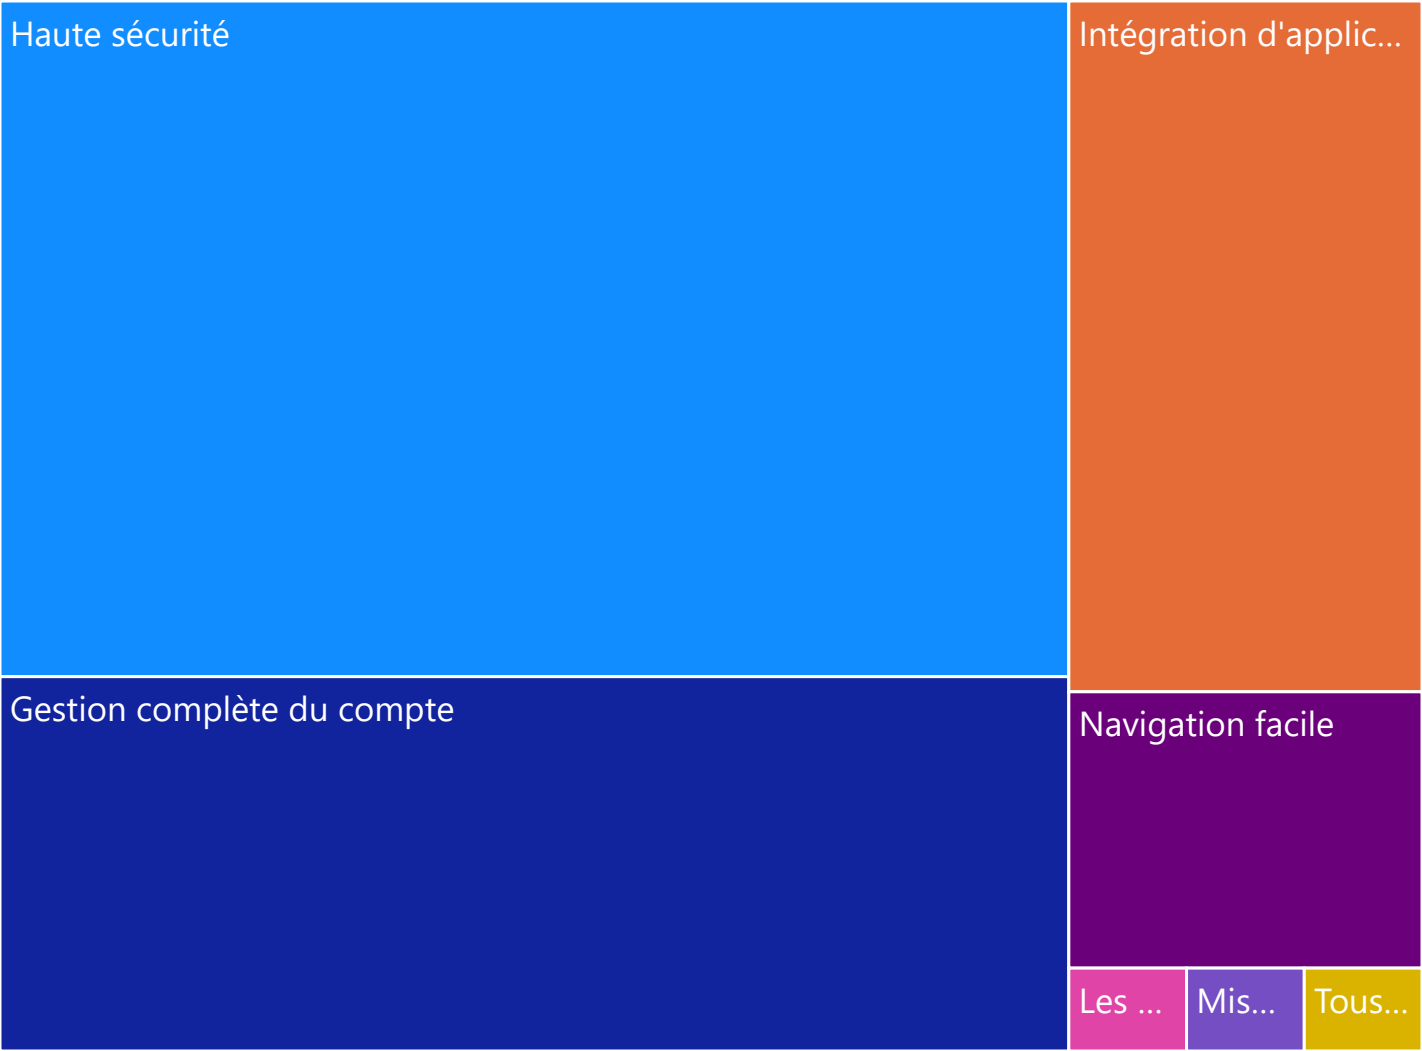 Haute sécurité
Intégration d'applic...
Gestion complète du compte
Navigation facile
Les ...
Mis...
Tous...